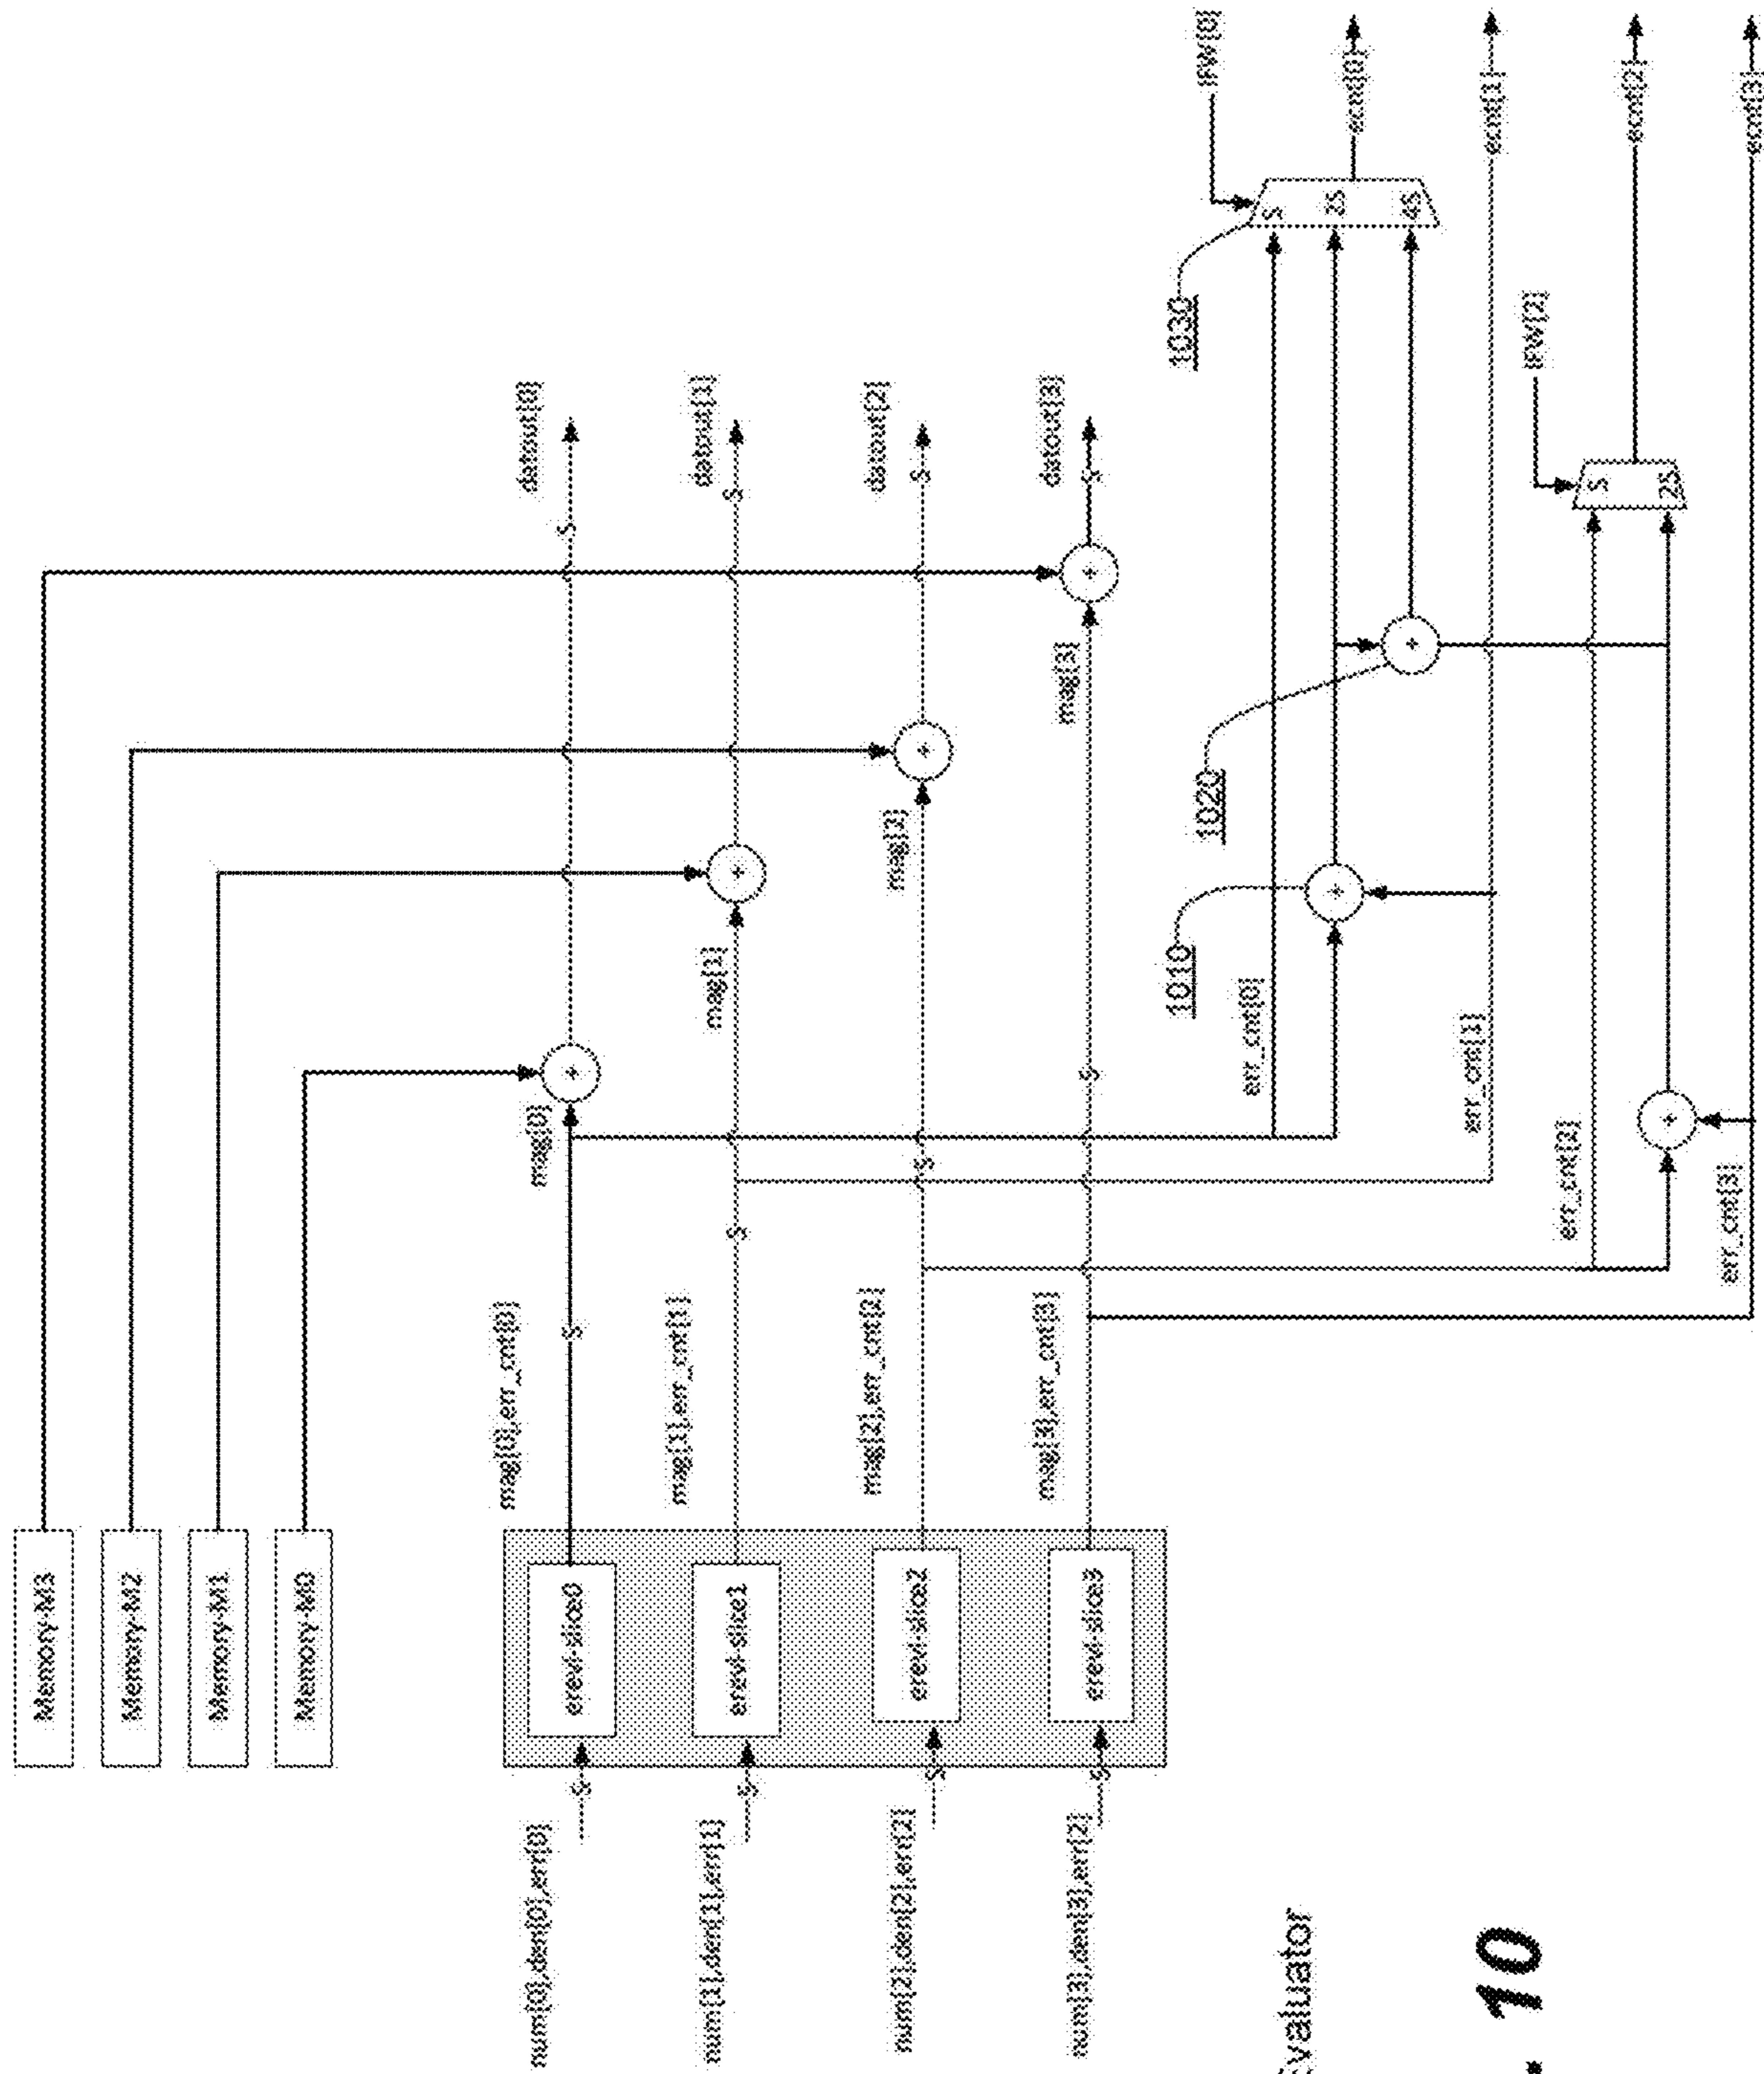 Memory-M3
Memory-M2
Memory-M1
Memory-M0
num[0],den[0],err[0]
S
erevl-slice0
mag[0],err_cnt[0]
S
mag[0]
+
S
datout[0]
num[1],den[1],err[1]
S
erevl-slice1
mag[1],err_cnt[1]
S
mag[1]
+
S
datout[1]
num[2],den[2],err[2]
S
erevl-slice2
mag[2],err_cnt[2]
S
mag[2]
+
S
datout[2]
num[3],den[3],err[2]
S
erevl-slice3
mag[3],err_cnt[3]
S
mag[3]
+
S
datout[3]
1010
1020
1030
IFW[0]
err_cnt[0]
+
+
S
2S
4S
ecnt[0]
err_cnt[1]
ecnt[1]
IFW[2]
err_cnt[2]
+
S
2S
ecnt[2]
err_cnt[3]
ecnt[3]
Evaluator
. 10